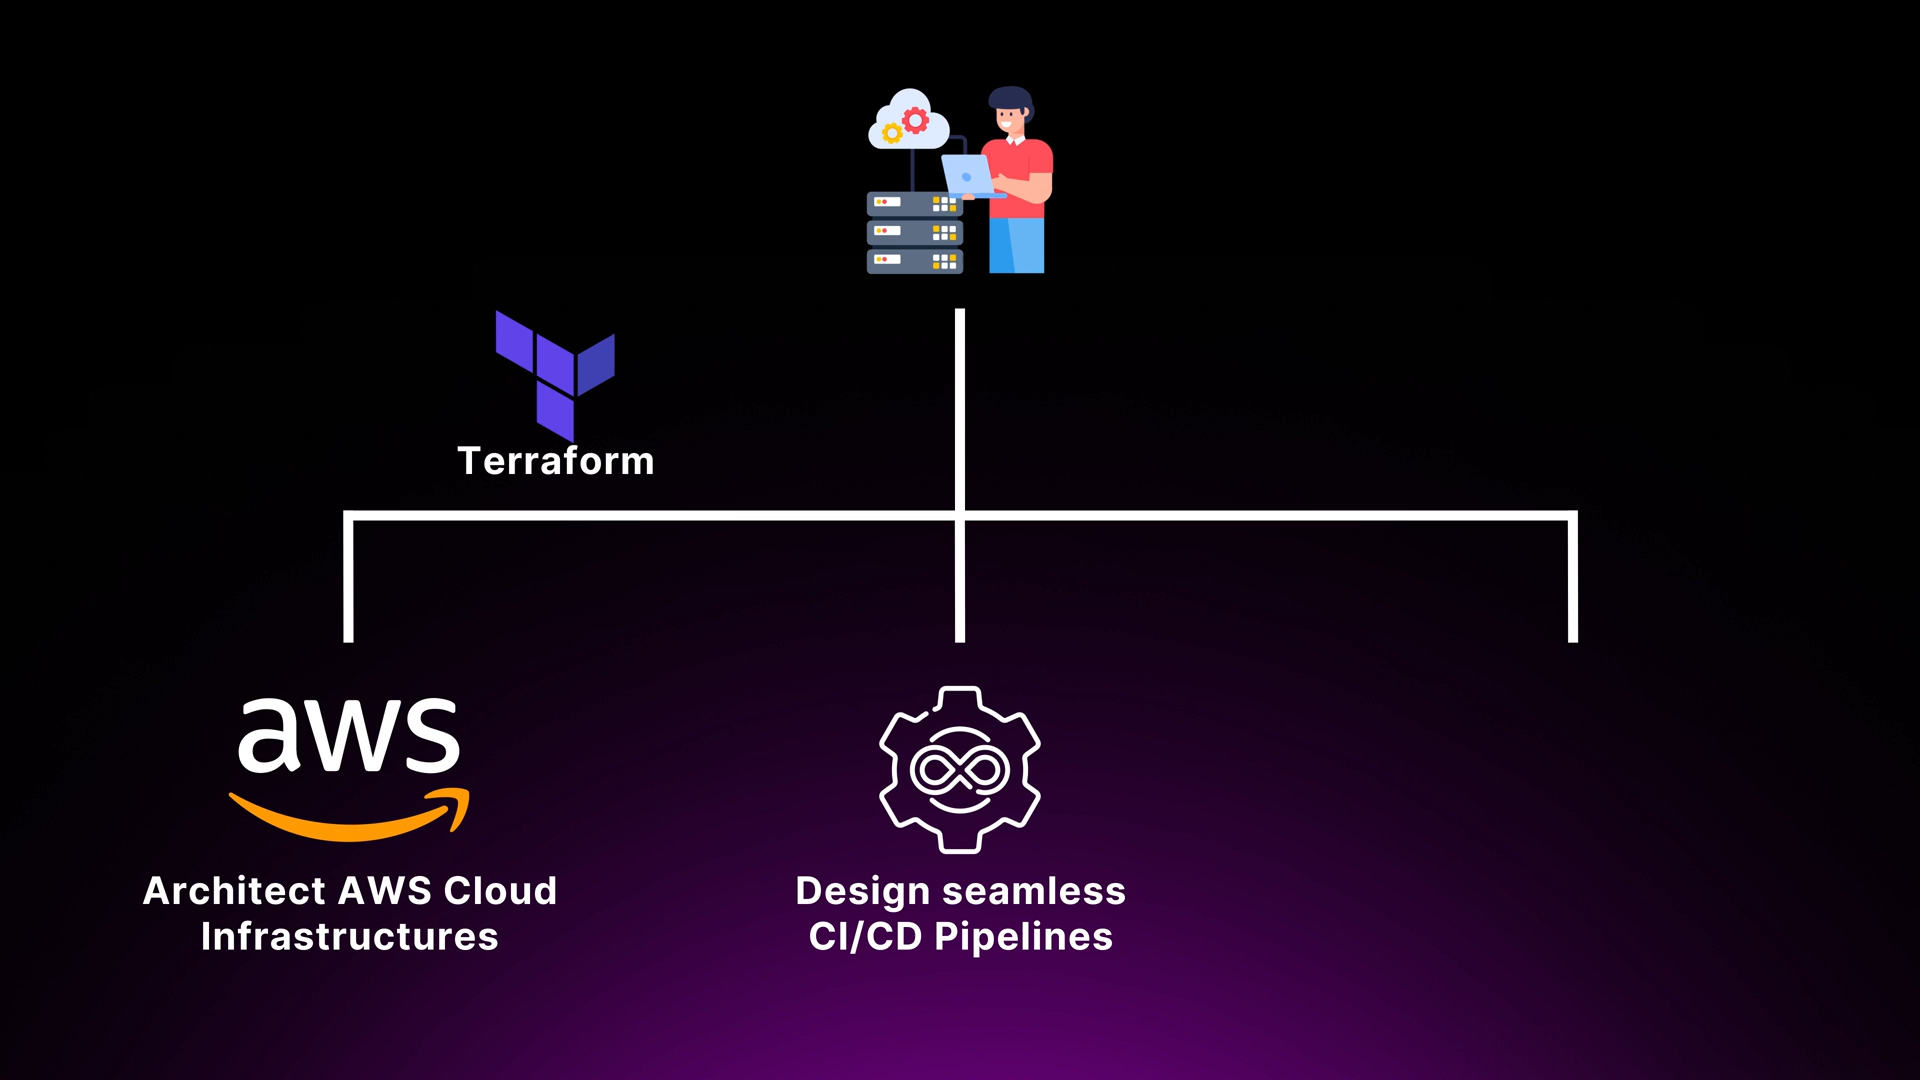 Terraform
aws
Architect AWS Cloud
Infrastructures
Design seamless
CI/CD Pipelines